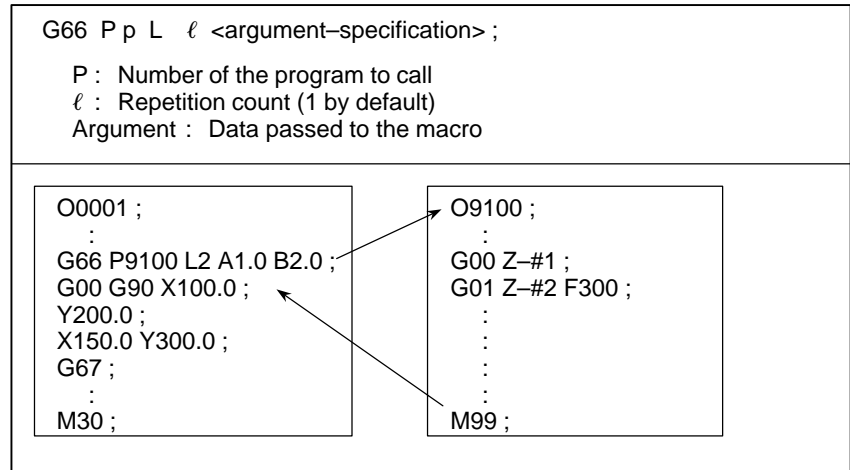 G66 P p L ℓ <argument–specification> ;
P : Number of the program to call
ℓ : Repetition count (1 by default)
Argument : Data passed to the macro
O0001 ;
:
G66 P9100 L2 A1.0 B2.0 ;
G00 G90 X100.0 ;
Y200.0 ;
X150.0 Y300.0 ;
G67 ;
:
M30 ;
O9100 ;
:
G00 Z–#1 ;
G01 Z–#2 F300 ;
:
:
:
:
M99 ;